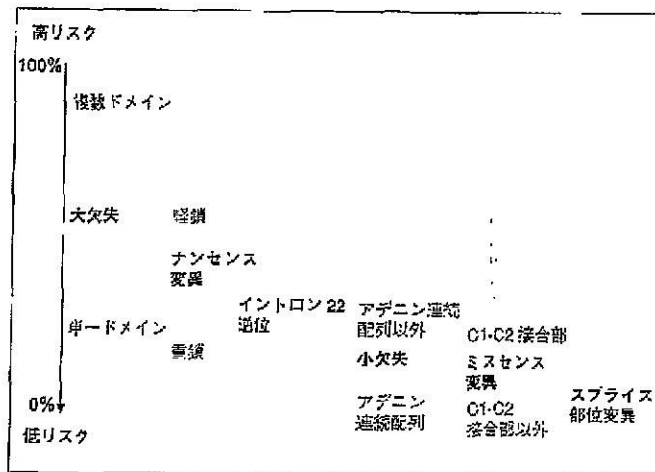 高リスク
100%
複数ドメイン
大欠失
軽鎖
ナンセンス
変異
イントロン 22
逆位
アデニン連続
配列以外
単一ドメイン
重鎖
C1-C2 接合部
小欠失
ミスセンス
変異
スプライス
部位変異
アデニン
連続配列
C1-C2
接合部以外
0%
低リスク